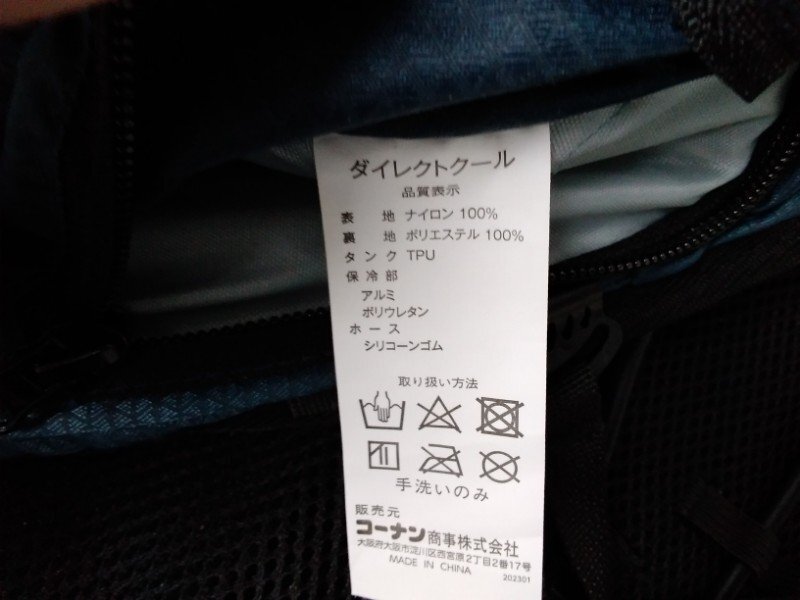 ダイレクトクール
品質表示
表 地 ナイロン 100%
裏 地 ポリエステル 100%
タ ン ク TPU
保 冷 部
アルミ
ポリウレタン
ホ ー ス
シリコーンゴム
取り扱い方法
手洗いのみ
販売元
コーナン商事株式会社
大阪府大阪市淀川区西宮原2丁目2番17号
MADE IN CHINA
202301